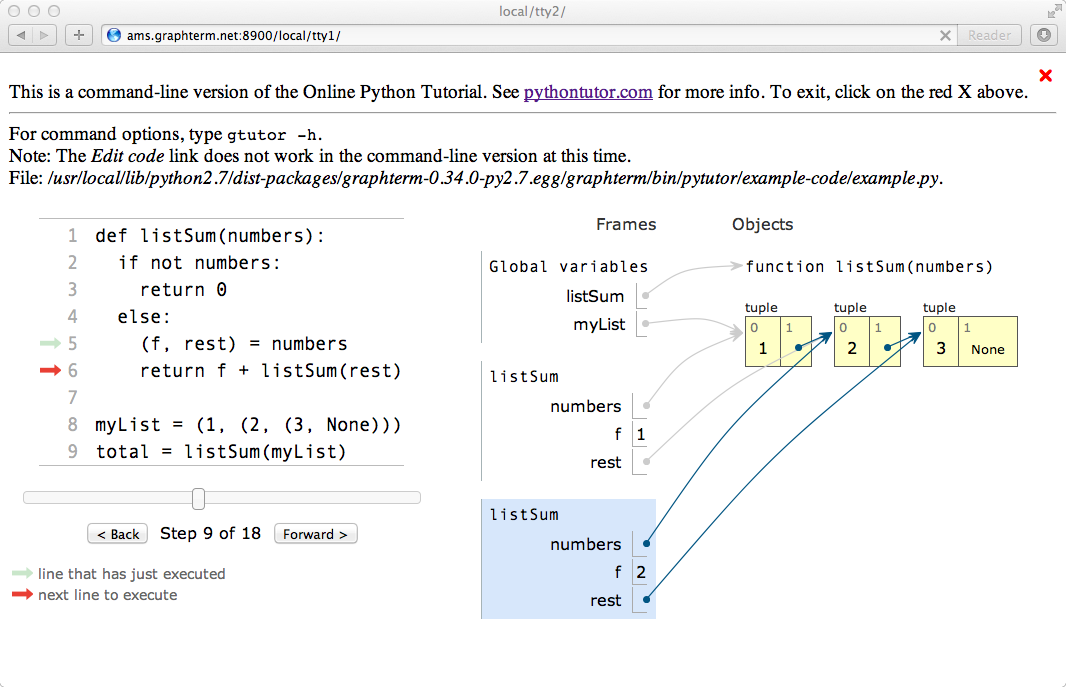 local/tty2/
ams.graphterm.net:8900/local/tty1/
Reader
This is a command-line version of the Online Python Tutorial. See pythontutor.com for more info. To exit, click on the red X above.
For command options, type gtutor -h.
Note: The Edit code link does not work in the command-line version at this time.
File: /usr/local/lib/python2.7/dist-packages/graphterm-0.34.0-py2.7.egg/graphterm/bin/pytutor/example-code/example.py.
1 def listSum(numbers):
2 if not numbers:
3 return 0
4 else:
5 (f, rest) = numbers
6 return f + listSum(rest)
7
8 myList = (1, (2, (3, None)))
9 total = listSum(myList)
< Back Step 9 of 18 Forward >
line that has just executed
next line to execute
Frames Objects
Global variables
listSum
myList
function listSum(numbers)
tuple
0 1
1
tuple
0 1
2
tuple
0 1
3 None
listSum
numbers
f 1
rest
listSum
numbers
f 2
rest